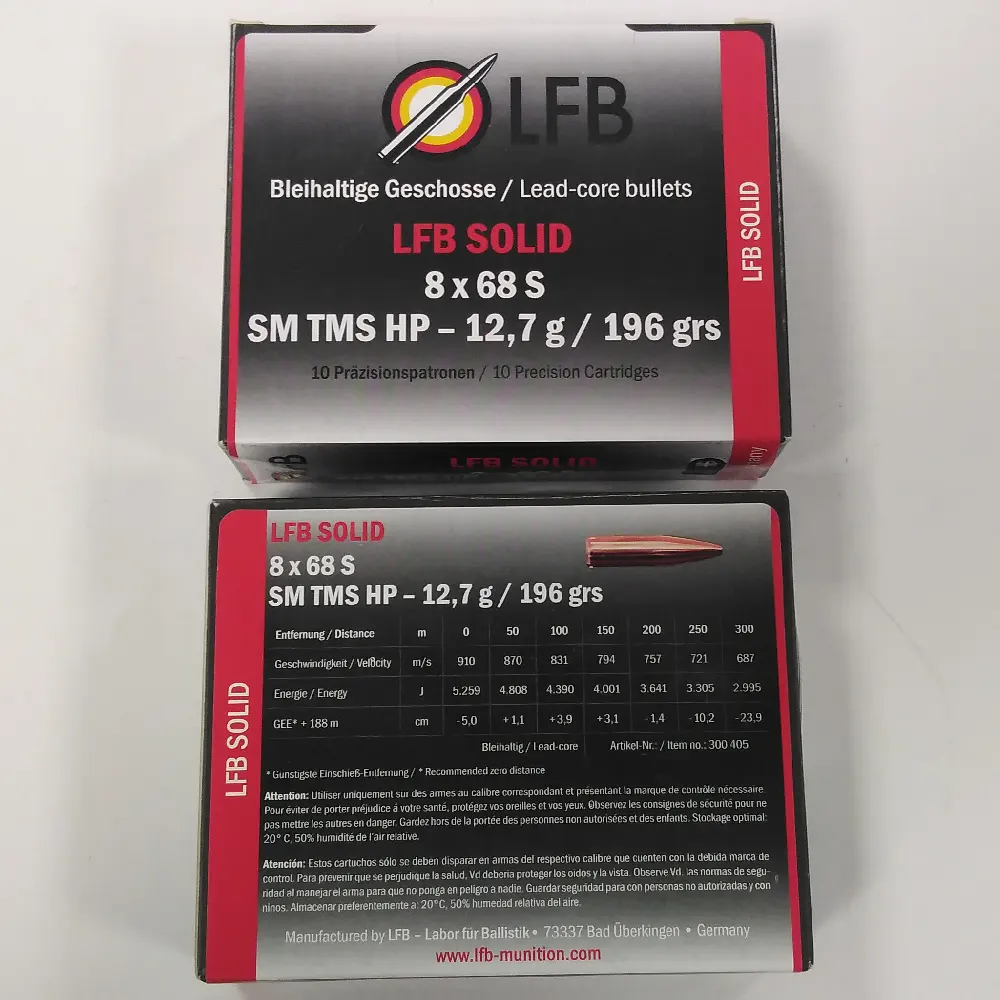 LFB
Bleihaltige Geschosse / Lead-core bullets
LFB SOLID
8 x 68 S
SM TMS HP – 12,7 g / 196 grs
10 Präzisionspatronen / 10 Precision Cartridges
LFB SOLID
LFB SOLID
LFB SOLID
8 x 68 S
SM TMS HP – 12,7 g / 196 grs
Entfernung / Distance m 0 50 100 150 200 250 300
Geschwindigkeit / Velocity m/s 910 870 831 794 757 721 687
Energie / Energy J 5.259 4.808 4.390 4.001 3.641 3.305 2.995
GEE* + 188 m cm -5,0 +1,1 +3,9 +3,1 -1,4 -10,2 -23,9
Bleihaltig / Lead-core Artikel-Nr.: / Item no.: 300 405
* Günstigste Einschieß-Entfernung / * Recommended zero distance
Attention: Utiliser uniquement sur des armes au calibre correspondant et présentant la marque de contrôle nécessaire.
Pour éviter de porter préjudice á votre santé, protégez vos oreilles et vos yeux. Observez les consignes de sécurité pour ne
pas mettre les autres en danger. Gardez hors de la portée des personnes non autorisées et des enfants. Stockage optimal:
20° C, 50% humidité de l'air relative.
Atención: Estos cartuchos sólo se deben disparar en armas del respectivo calibre que cuenten con la debida marca de
control. Para prevenir que se perjudique la salud, Vd deberia proteger los oidos y la vista. Observe Vd. las normas de segu-
ridad al manejar el arma para que no ponga en peligro a nadie. Guardar seguridad para con personas no autorizadas y con
ninos. Almacenar preferentemente a: 20°C, 50% humedad relativa del aire.
Manufactured by LFB – Labor für Ballistik • 73337 Bad Überkingen • Germany
www.lfb-munition.com
LFB SOLID